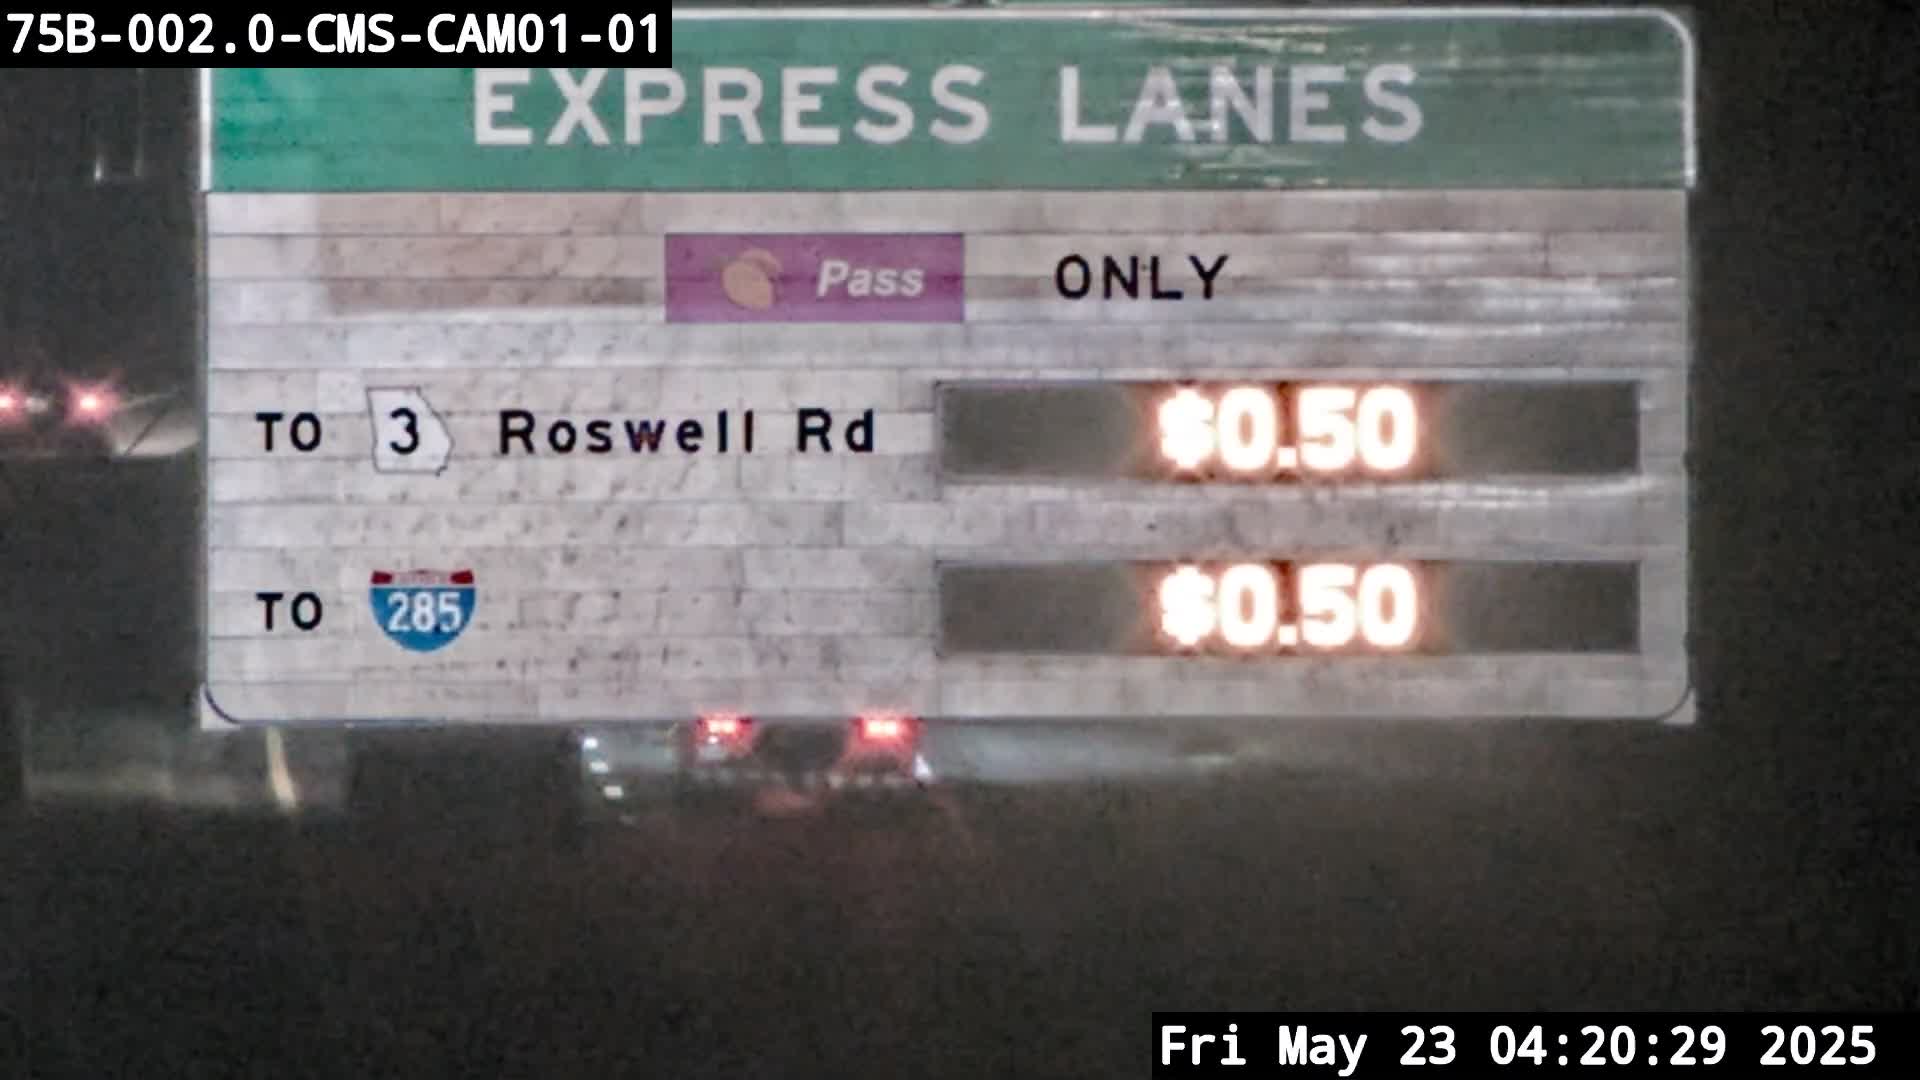 75B-002.0-CMS-CAM01-01
EXPRESS LANES
Pass ONLY
TO 3 Roswell Rd $0.50
TO 285 $0.50
Fri May 23 04:20:29 2025